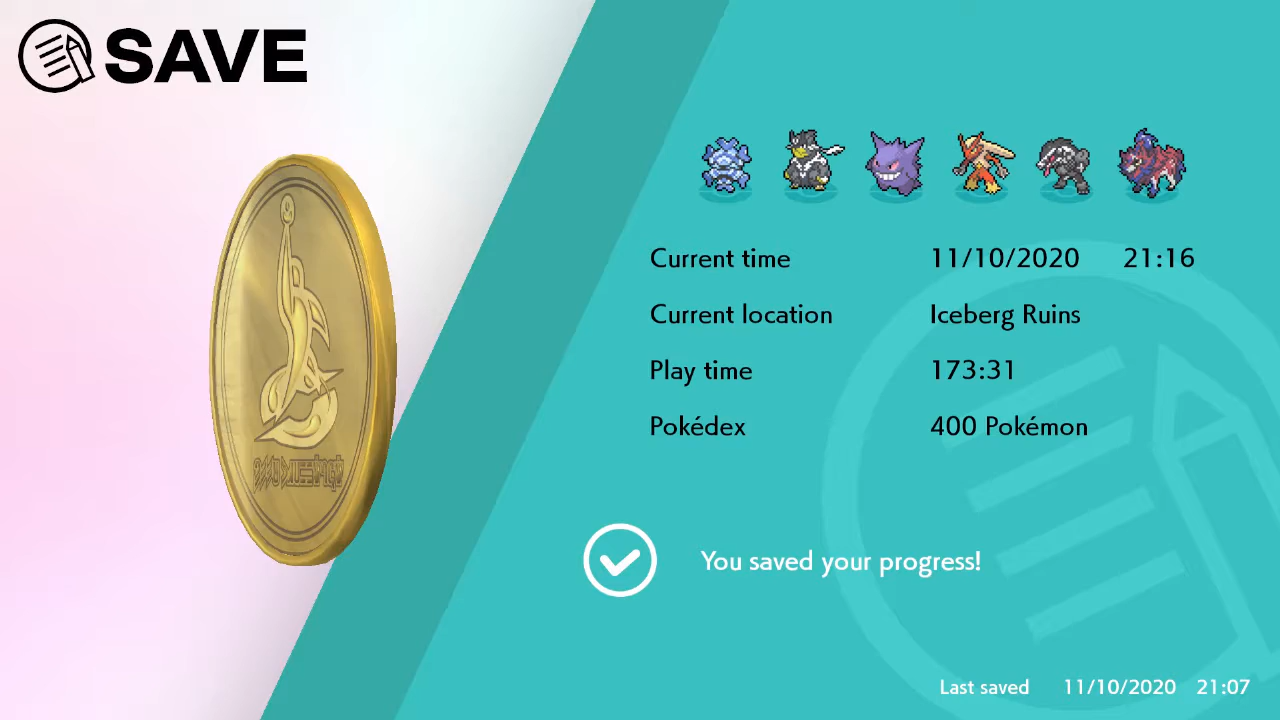 SAVE
Current time 11/10/2020 21:16
Current location Iceberg Ruins
Play time 173:31
Pokédex 400 Pokémon
You saved your progress!
Last saved 11/10/2020 21:07